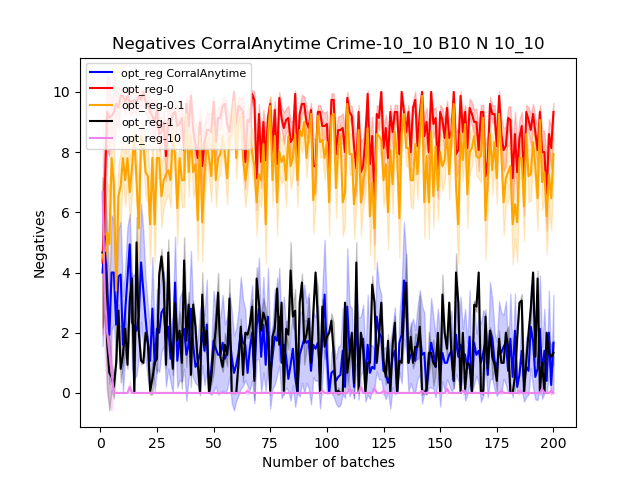 Negatives CorralAnytime Crime-10_10 B10 N 10_10
opt_reg CorralAnytime
opt_reg-0
opt_reg-0.1
opt_reg-1
opt_reg-10
Negatives
10
8
6
4
2
0
0 25 50 75 100 125 150 175 200
Number of batches